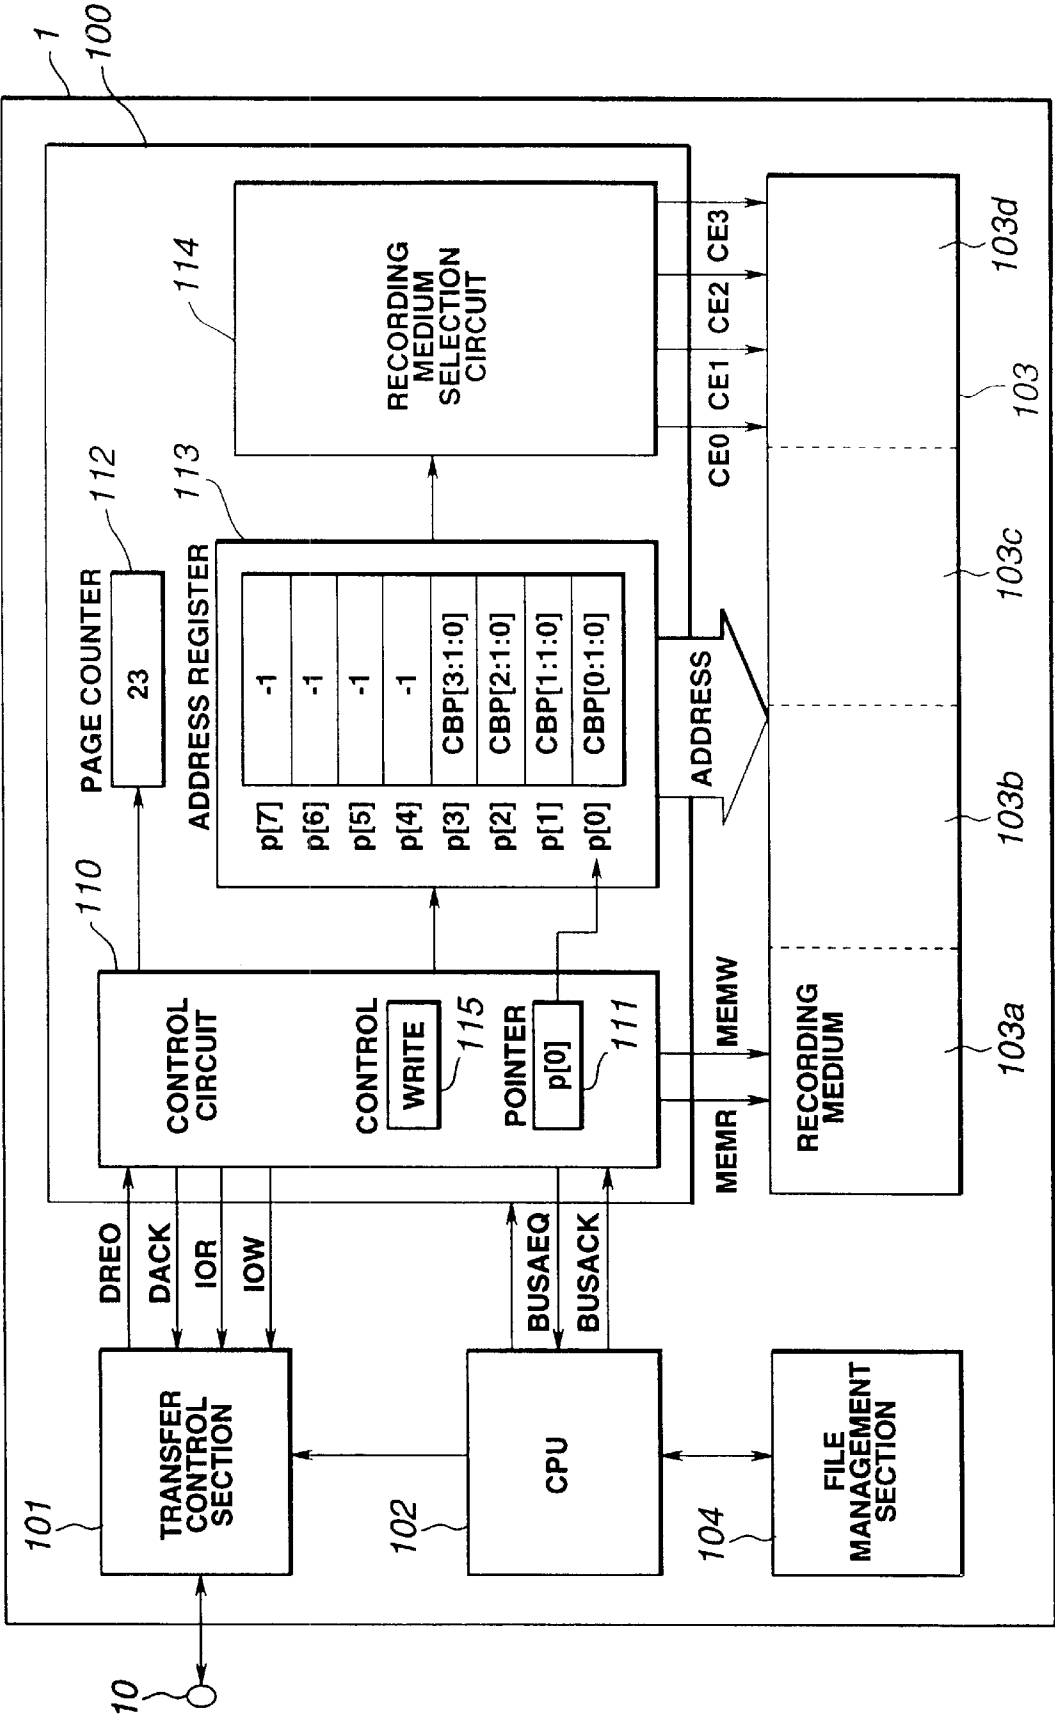 1
100
10
101
TRANSFER
CONTROL
SECTION
DREO
DACK
IOR
IOW
110
CONTROL
CIRCUIT
CONTROL
WRITE
115
POINTER
p[0]
111
PAGE COUNTER
23
112
ADDRESS REGISTER
113
p[7] -1
p[6] -1
p[5] -1
p[4] -1
p[3] CBP[3:1:0]
p[2] CBP[2:1:0]
p[1] CBP[1:1:0]
p[0] CBP[0:1:0]
114
RECORDING
MEDIUM
SELECTION
CIRCUIT
102
CPU
BUSAEQ
BUSACK
MEMR
MEMW
ADDRESS
CE0
CE1
CE2
CE3
104
FILE
MANAGEMENT
SECTION
RECORDING
MEDIUM
103a
103b
103c
103
103d